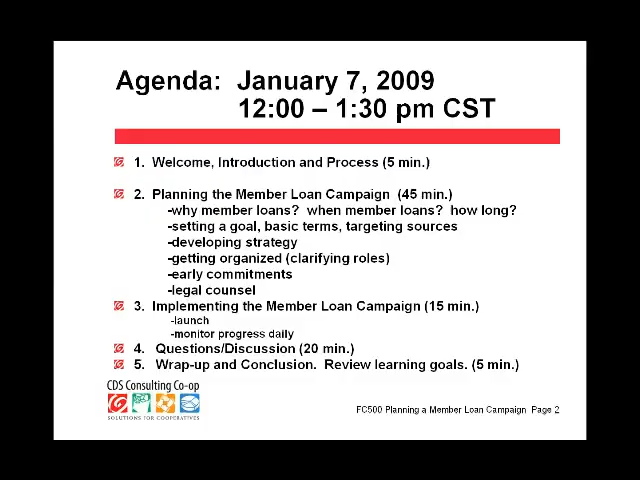 Agenda: January 7, 2009
12:00 – 1:30 pm CST
1. Welcome, Introduction and Process (5 min.)
2. Planning the Member Loan Campaign (45 min.)
-why member loans? when member loans? how long?
-setting a goal, basic terms, targeting sources
-developing strategy
-getting organized (clarifying roles)
-early commitments
-legal counsel
3. Implementing the Member Loan Campaign (15 min.)
-launch
-monitor progress daily
4. Questions/Discussion (20 min.)
5. Wrap-up and Conclusion. Review learning goals. (5 min.)
CDS Consulting Co-op
SOLUTIONS FOR COOPERATIVES
FC500 Planning a Member Loan Campaign Page 2